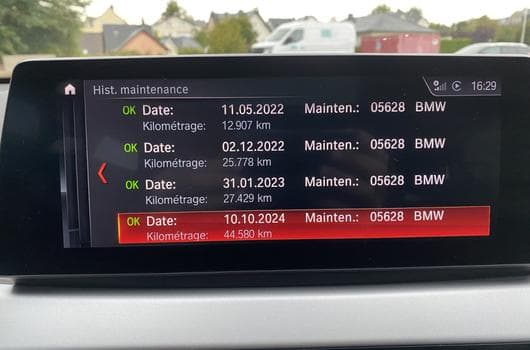 Hist. maintenance 16:29
OK Date: 11.05.2022 Mainten.: 05628 BMW
Kilométrage: 12.907 km
OK Date: 02.12.2022 Mainten.: 05628 BMW
Kilométrage: 25.778 km
OK Date: 31.01.2023 Mainten.: 05628 BMW
Kilométrage: 27.429 km
OK Date: 10.10.2024 Mainten.: 05628 BMW
Kilométrage: 44.580 km